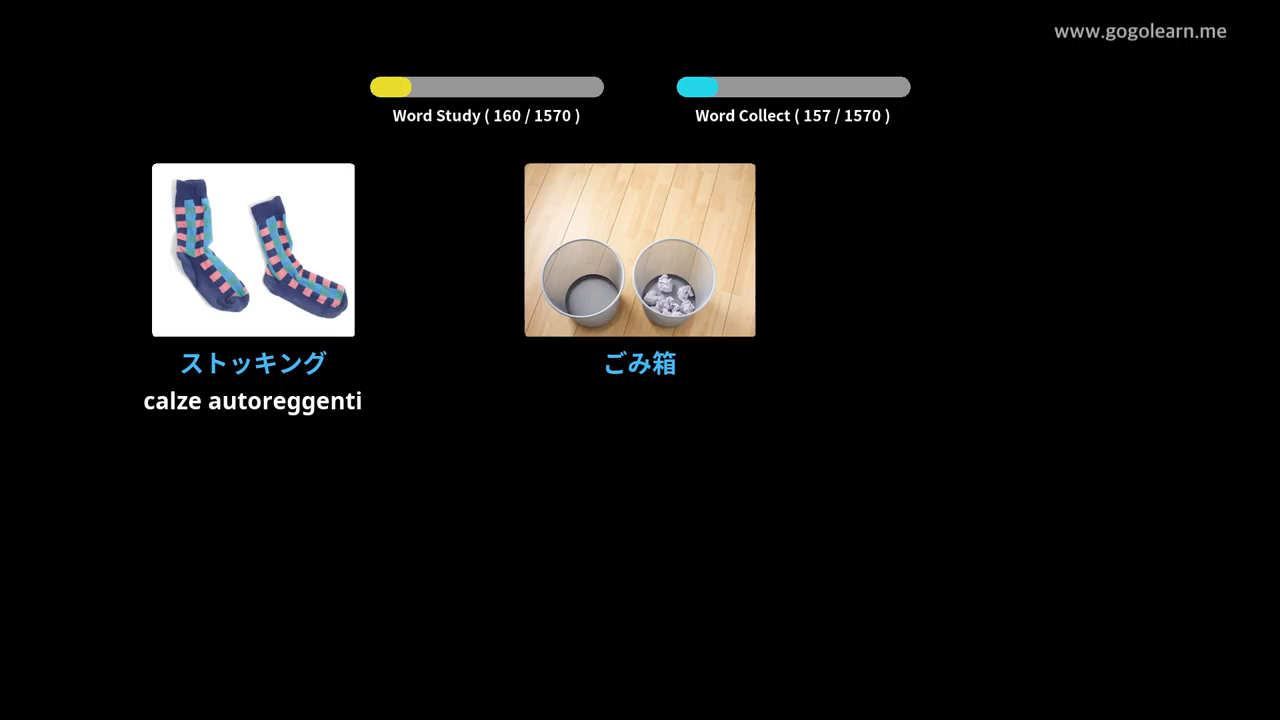 www.gogolearn.me
Word Study ( 160 / 1570 )
Word Collect ( 157 / 1570 )
ストッキング
ごみ箱
calze autoreggenti